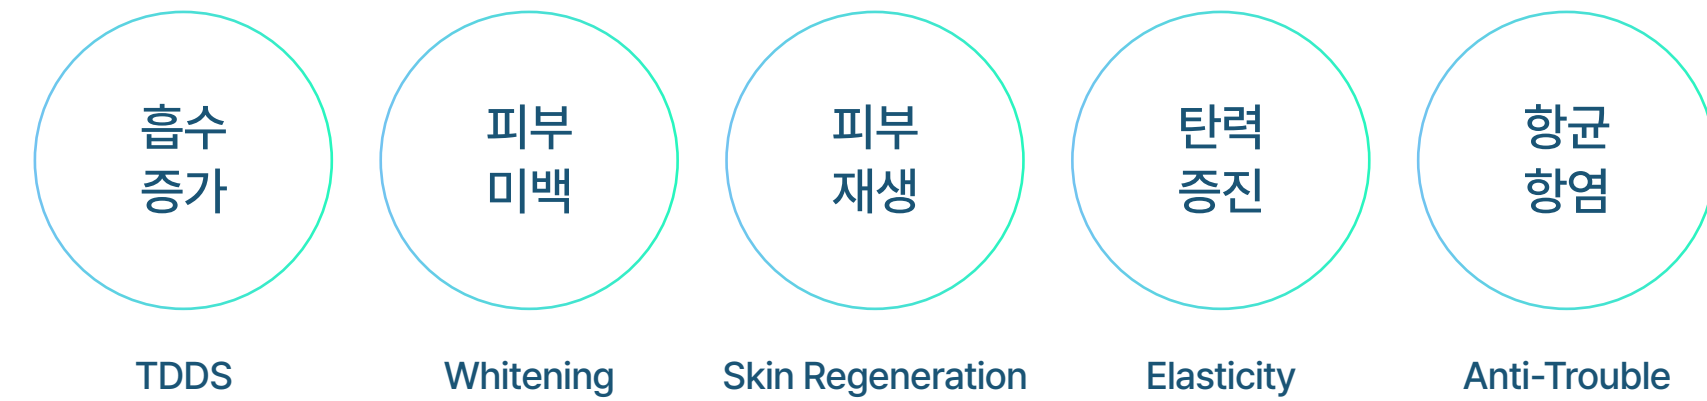 흡수
증가
피부
미백
피부
재생
탄력
증진
항균
항염
TDDS
Whitening
Skin Regeneration
Elasticity
Anti-Trouble